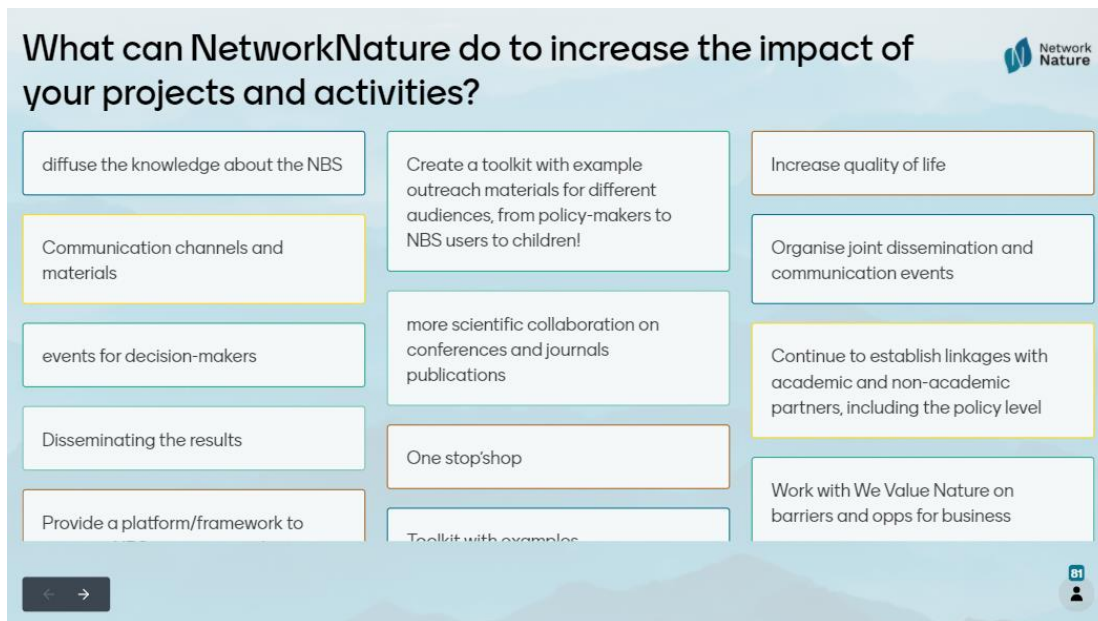 What can NetworkNature do to increase the impact of
your projects and activities?
Network
Nature
diffuse the knowledge about the NBS
Communication channels and
materials
events for decision-makers
Disseminating the results
Provide a platform/framework to
Create a toolkit with example
outreach materials for different
audiences, from policy-makers to
NBS users to children!
more scientific collaboration on
conferences and journals
publications
One stop'shop
Toolkit with examples
Increase quality of life
Organise joint dissemination and
communication events
Continue to establish linkages with
academic and non-academic
partners, including the policy level
Work with We Value Nature on
barriers and opps for business
81